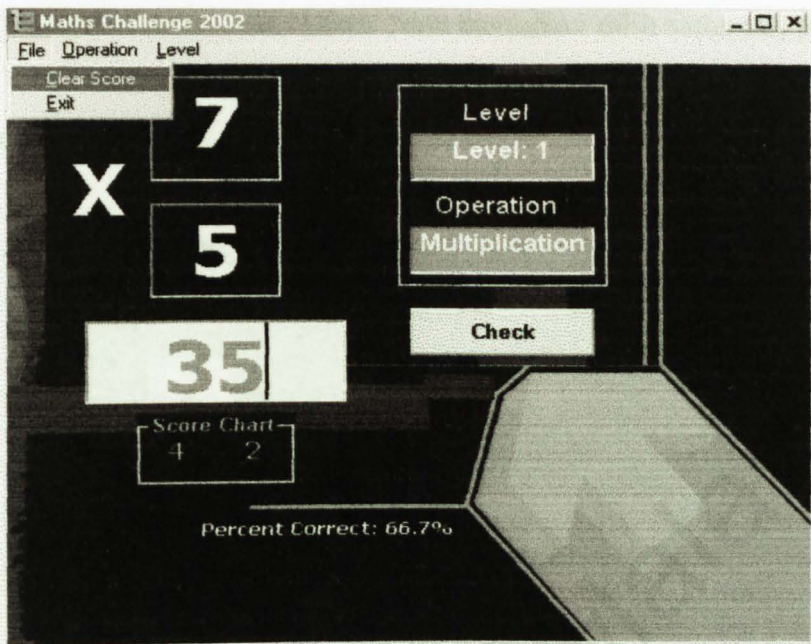 Maths Challenge 2002
File Operation Level
Clear Score
Exit
7
X
5
35
Level
Level: 1
Operation
Multiplication
Check
Score Chart
4 2
Percent Correct: 66.7%